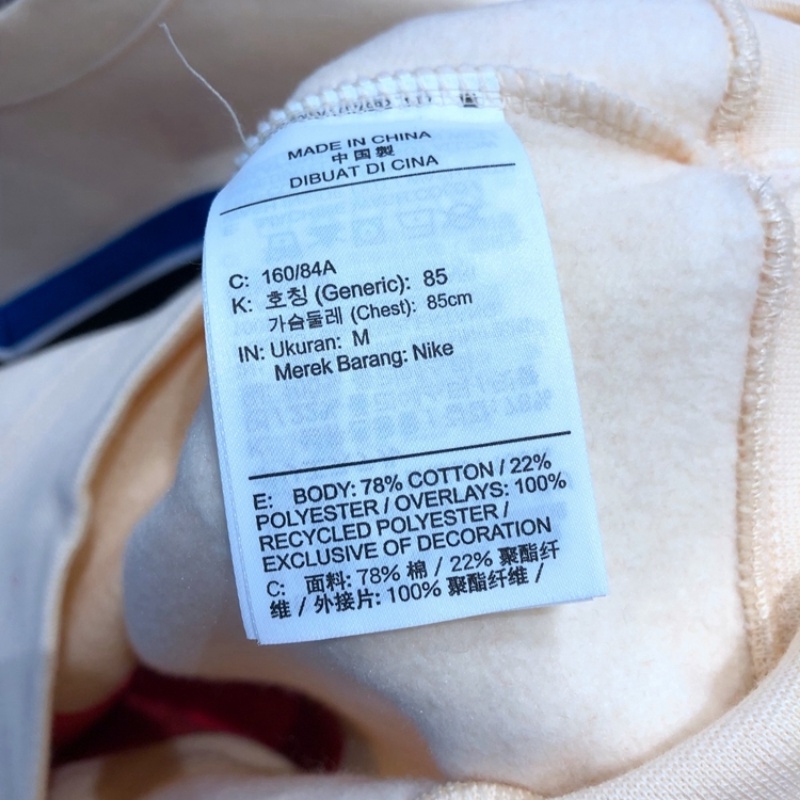 MADE IN CHINA
中国製
DIBUAT DI CINA
C: 160/84A
K: 호칭 (Generic): 85
가슴둘레 (Chest): 85cm
IN: Ukuran: M
Merek Barang: Nike
E: BODY: 78% COTTON / 22%
POLYESTER / OVERLAYS: 100%
RECYCLED POLYESTER /
EXCLUSIVE OF DECORATION
C: 面料: 78% 棉 / 22% 聚酯纤
维 / 外接片: 100% 聚酯纤维 /